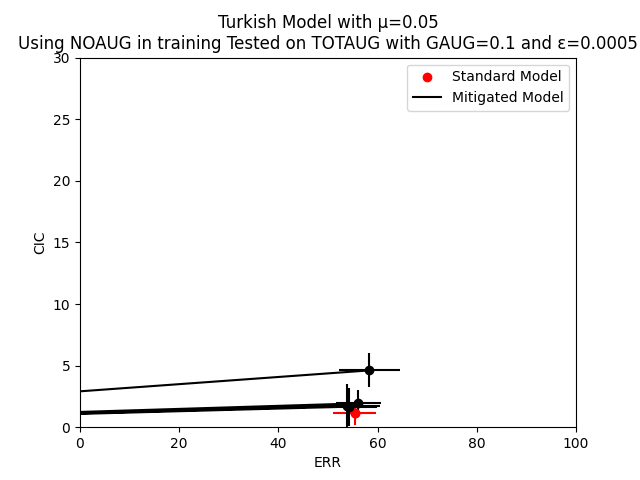 Turkish Model with μ=0.05
Using NOAUG in training Tested on TOTAUG with GAUG=0.1 and ε=0.0005
30
25
20
15
10
5
0
CIC
Standard Model
Mitigated Model
0 20 40 60 80 100
ERR